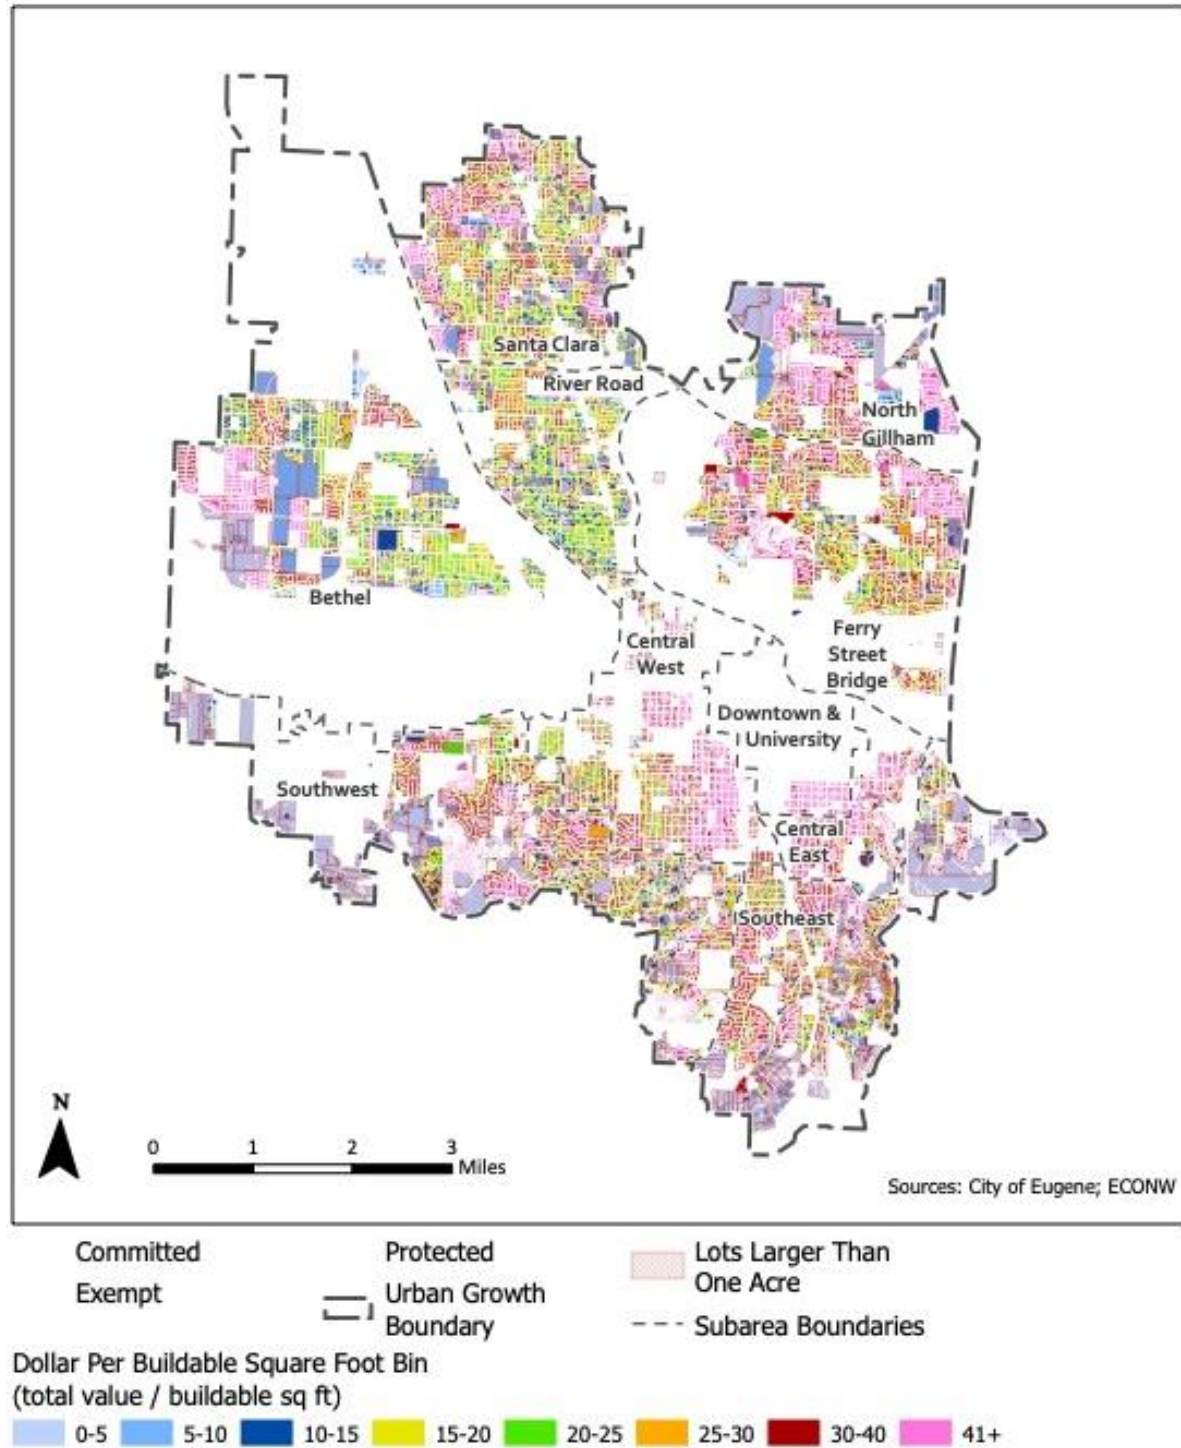 Santa Clara
River Road
North
Gillham
Bethel
Central
West
Ferry
Street
Bridge
Downtown &
University
Southwest
Central
East
Southeast
N
0 1 2 3
Miles
Sources: City of Eugene; ECONW
Committed
Exempt
Protected
Urban Growth
Boundary
Lots Larger Than
One Acre
Subarea Boundaries
Dollar Per Buildable Square Foot Bin
(total value / buildable sq ft)
0-5 5-10 10-15 15-20 20-25 25-30 30-40 41+